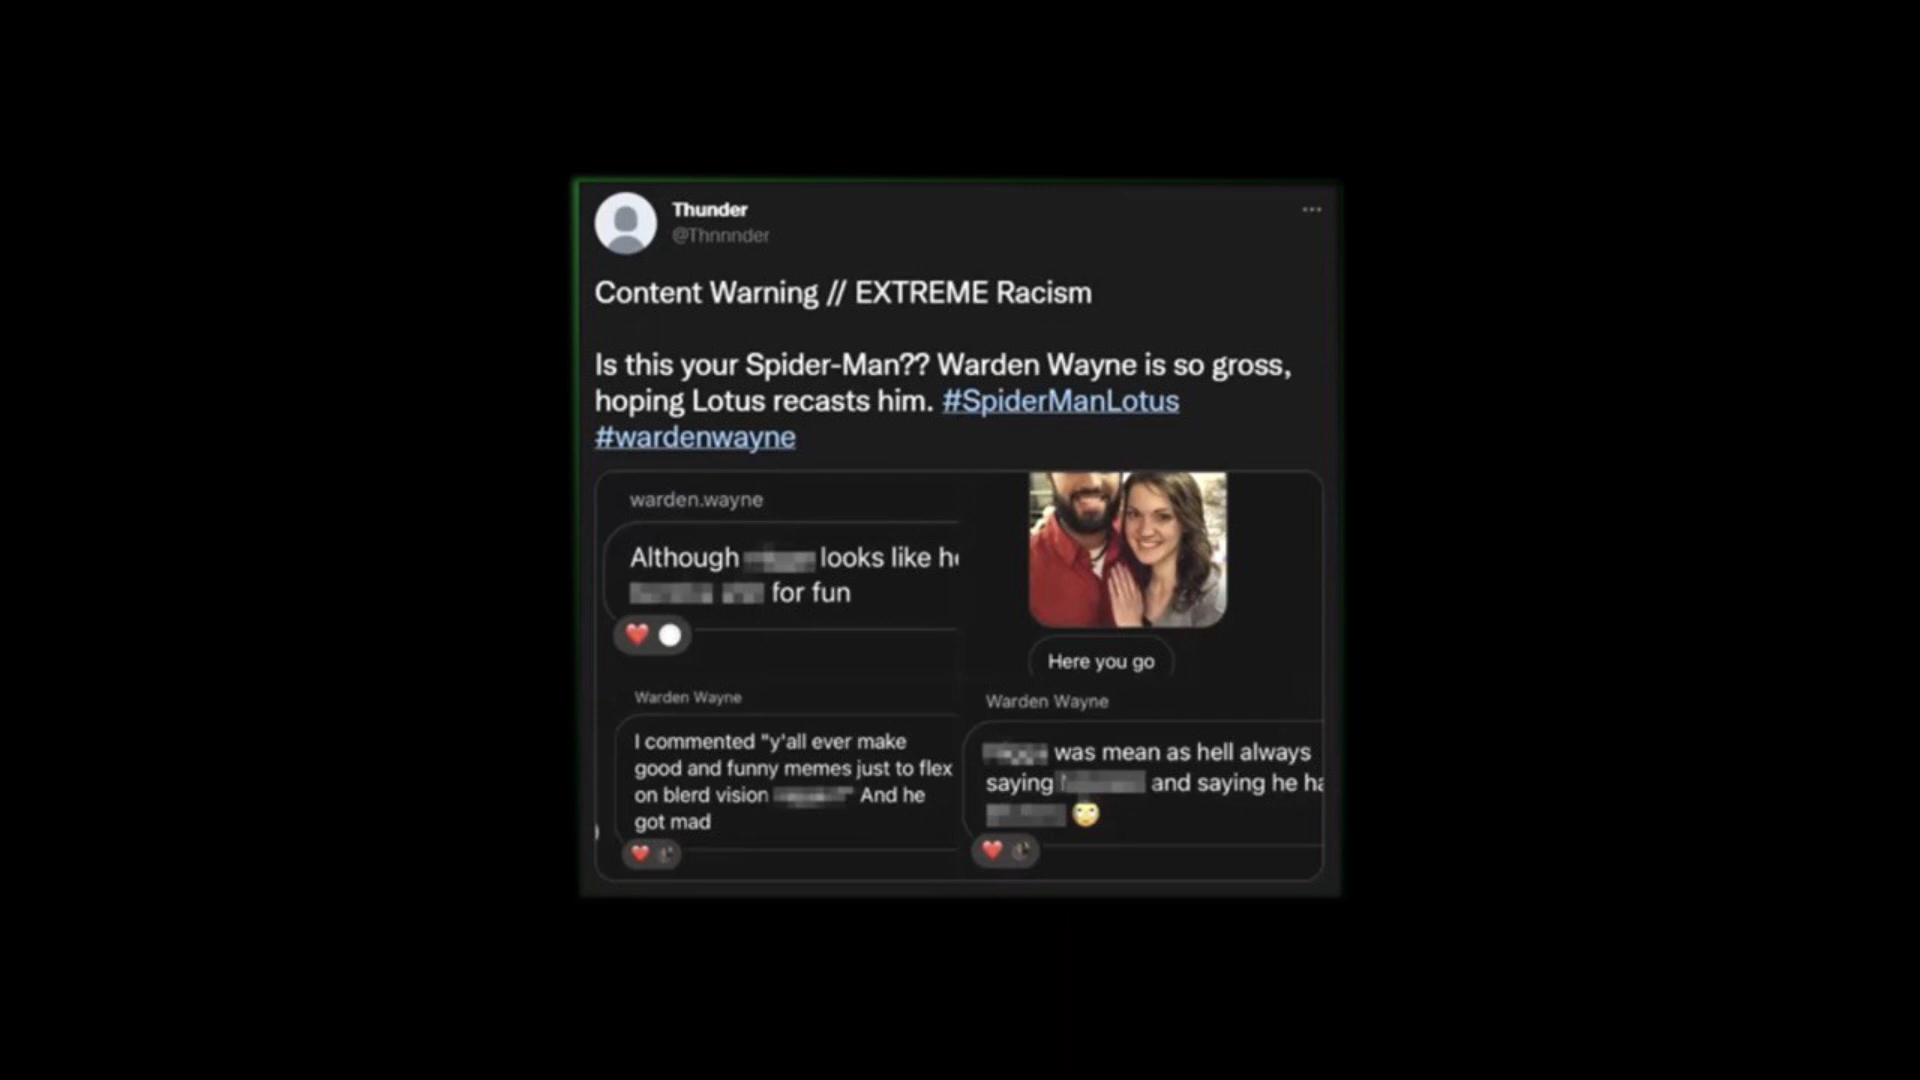 Thunder
@Thnnnder
Content Warning // EXTREME Racism
Is this your Spider-Man?? Warden Wayne is so gross,
hoping Lotus recasts him. #SpiderManLotus
#wardenwayne
warden.wayne
Although looks like
for fun
Here you go
Warden Wayne
I commented "y'all ever make
good and funny memes just to flex
on blerd vision And he
got mad
Warden Wayne
was mean as hell always
saying and saying he